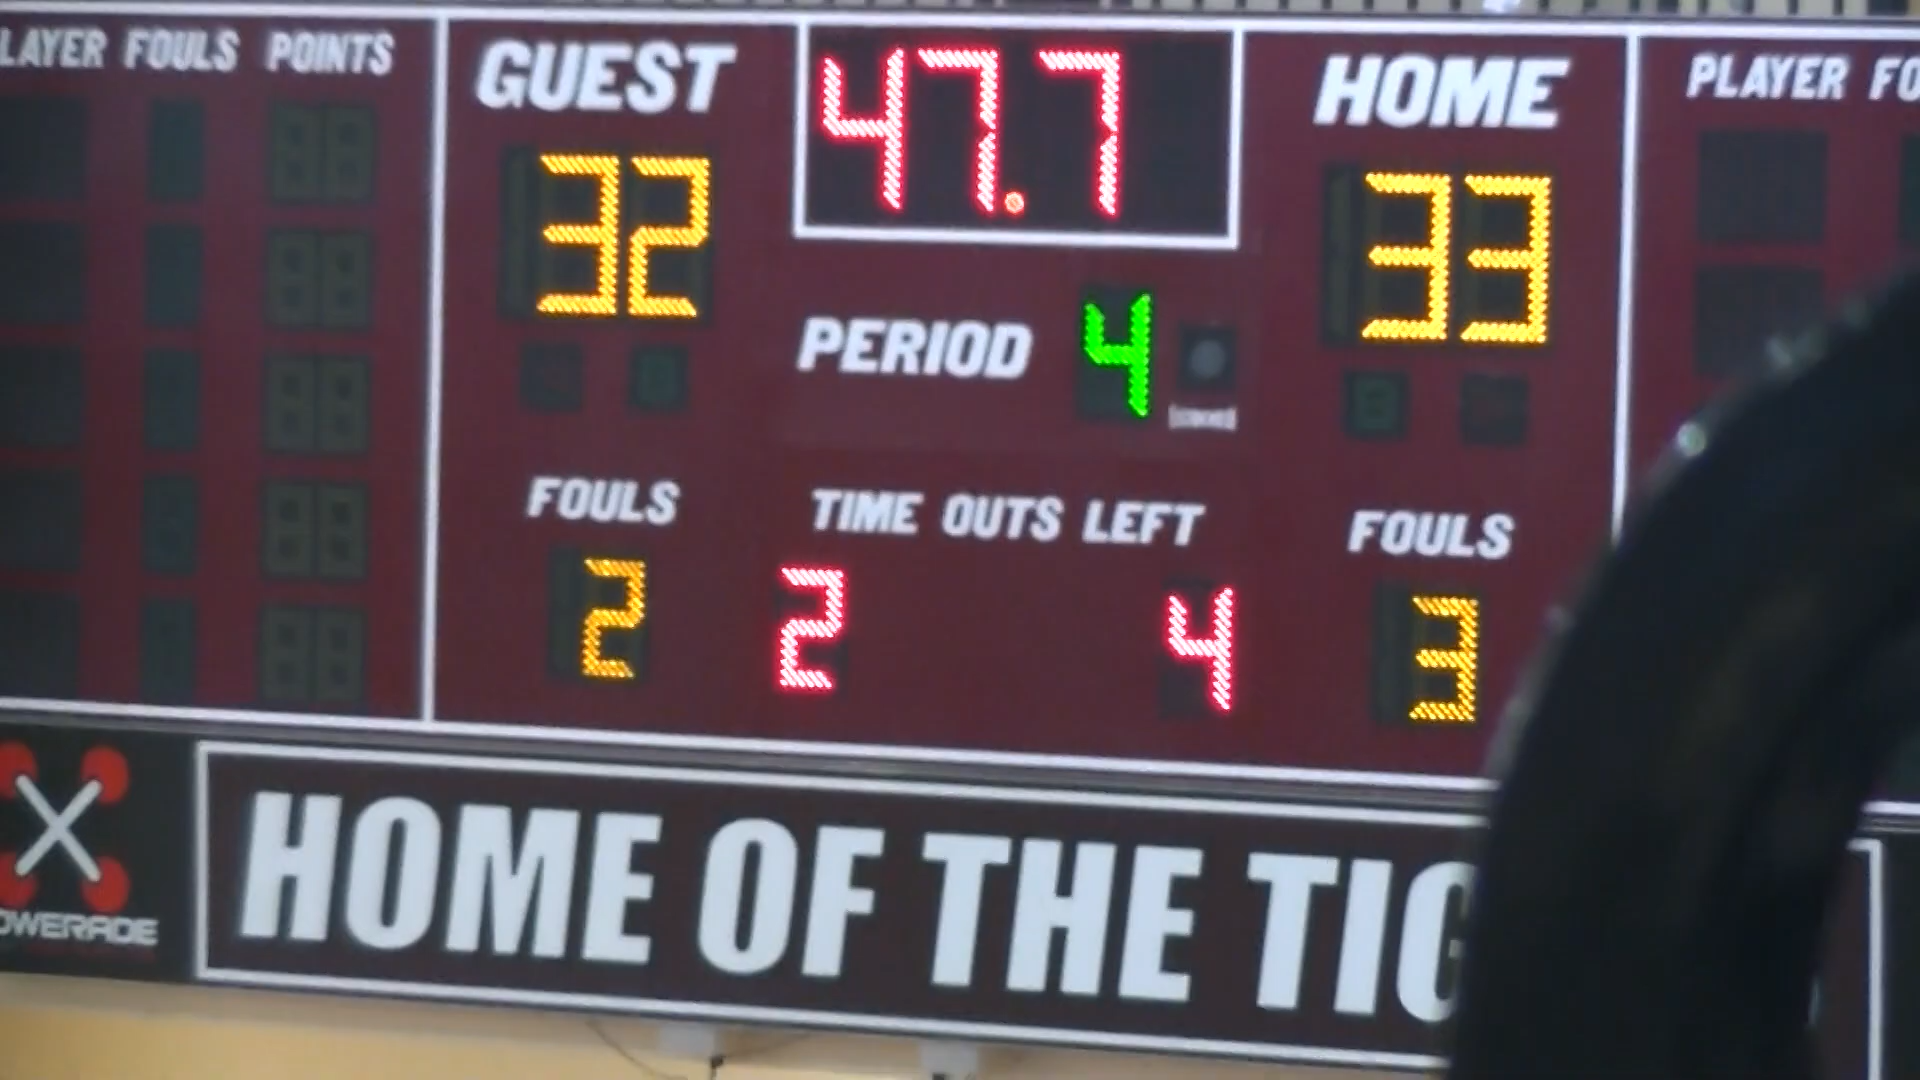 LAYER FOULS POINTS
GUEST
47.7
HOME
PLAYER FO
32
33
PERIOD 4
FOULS
TIME OUTS LEFT
FOULS
2
2
4
3
OWERADE
HOME OF THE TIG